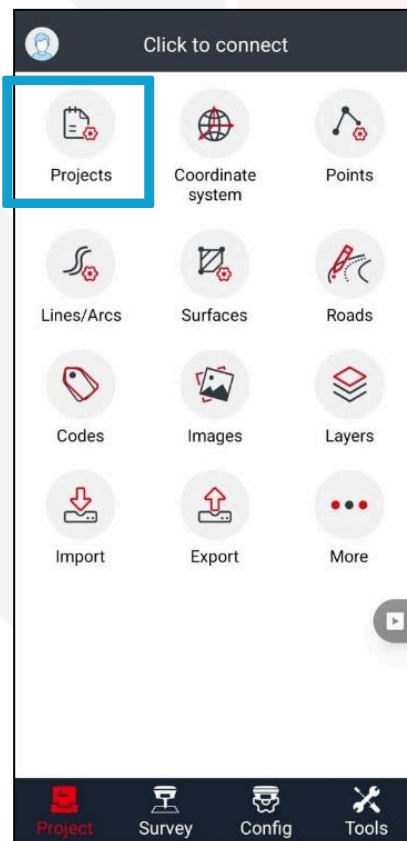 Click to connect
Projects
Coordinate
system
Points
Lines/Arcs
Surfaces
Roads
Codes
Images
Layers
Import
Export
More
Project
Survey
Config
Tools